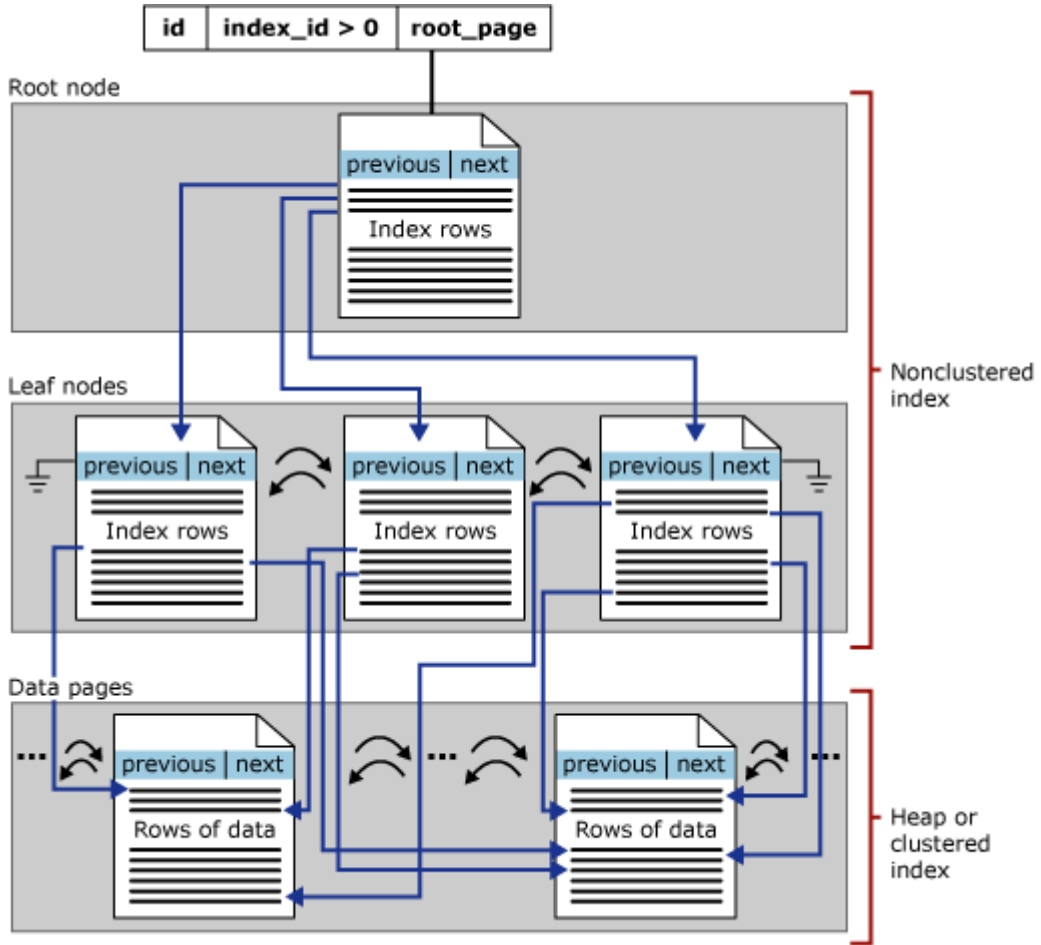 id index_id > 0 root_page
Root node
previous next
Index rows
Nonclustered
index
Leaf nodes
previous next previous next previous next
Index rows Index rows Index rows
Data pages
... ... ...
previous next previous next
Rows of data Rows of data
Heap or
clustered
index